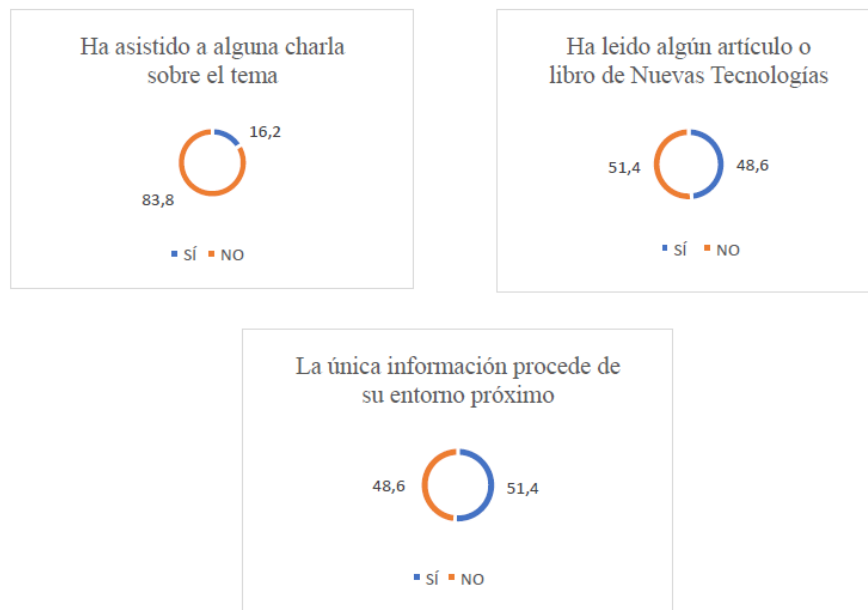 Ha asistido a alguna charla
sobre el tema
16,2
83,8
SÍ NO
Ha leido algún artículo o
libro de Nuevas Tecnologías
51,4
48,6
SÍ NO
La única información procede de
su entorno próximo
48,6
51,4
SÍ NO